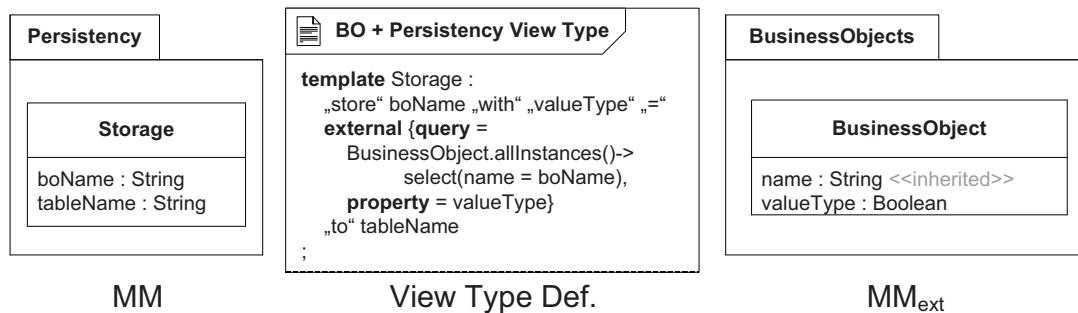 Persistency
Storage
boName : String
tableName : String
MM
BO + Persistency View Type
template Storage :
„store“ boName „with“ „valueType“ „=“
external {query =
BusinessObject.allInstances()->
select(name = boName),
property = valueType}
„to“ tableName
;
View Type Def.
BusinessObjects
BusinessObject
name : String <<inherited>>
valueType : Boolean
MMext